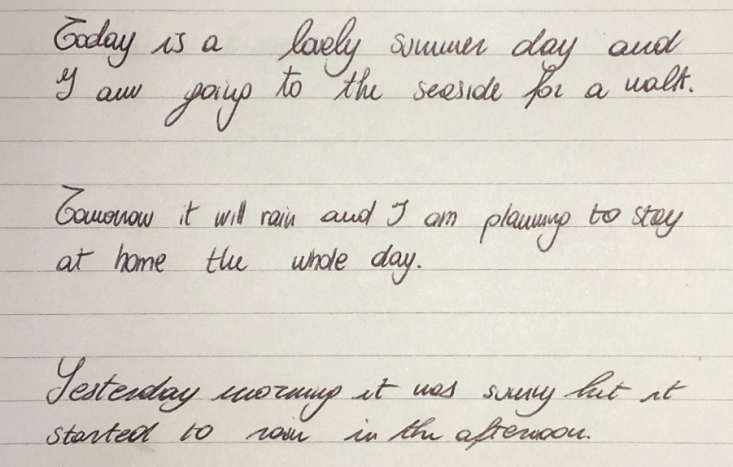 Today is a lovely summer day and
I am going to the seaside for a walk.
Tomorrow it will rain and I am planning to stay
at home the whole day.
Yesterday morning it was sunny but it
started to rain in the afternoon.